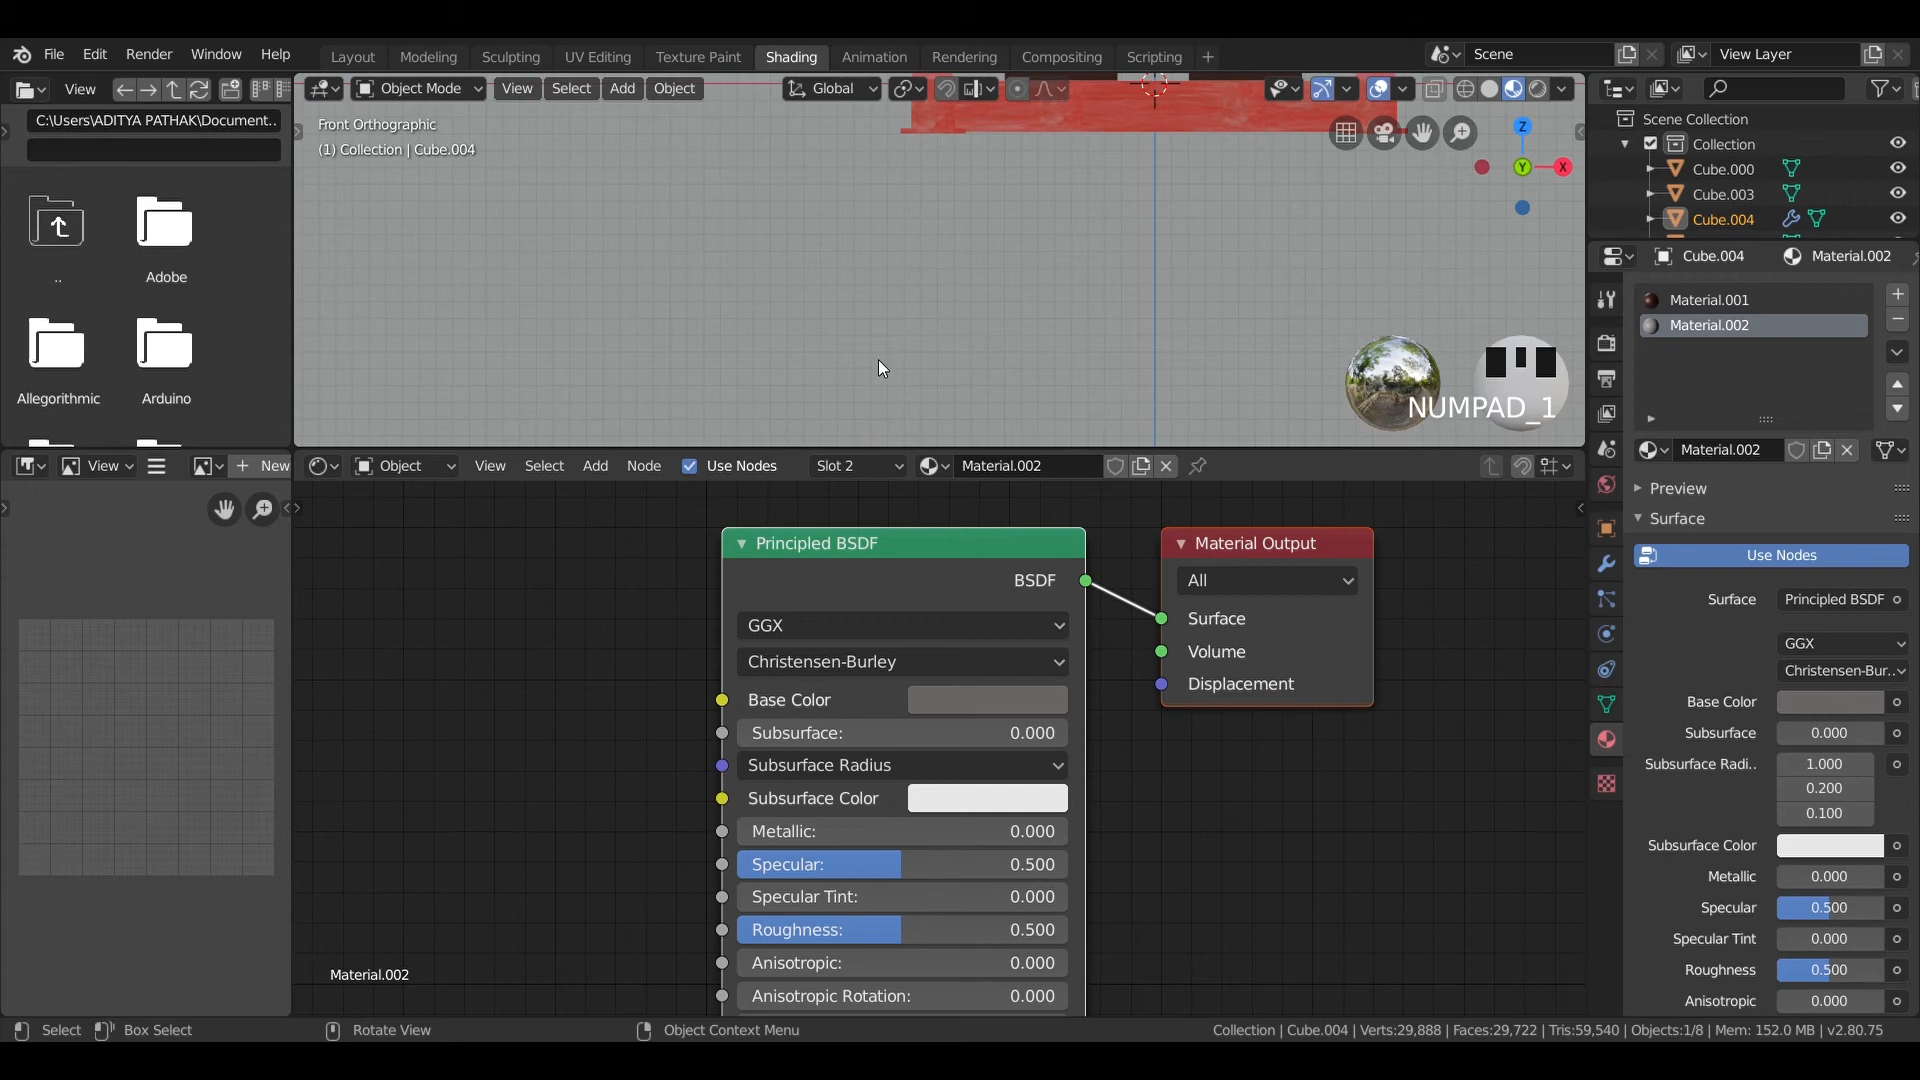 File Edit Render Window Help Layout Modeling Sculpting UV Editing Texture Paint Shading Animation Rendering Compositing Scripting + Scene View Layer
View Object Mode View Select Add Object Global
C:\Users\ADITYA PATHAK\Document..
Front Orthographic
(1) Collection | Cube.004
Z
Y
X
Scene Collection
Collection
Cube.000
Cube.003
Cube.004
..
Adobe
Allegorithmic
Arduino
NUMPAD_1
Cube.004 Material.002
Material.001
Material.002
Material.002
View New Object View Select Add Node Use Nodes Slot 2 Material.002
Principled BSDF
BSDF
GGX
Christensen-Burley
Base Color
Subsurface: 0.000
Subsurface Radius
Subsurface Color
Metallic: 0.000
Specular: 0.500
Specular Tint: 0.000
Roughness: 0.500
Anisotropic: 0.000
Anisotropic Rotation: 0.000
Material Output
All
Surface
Volume
Displacement
Material.002
Preview
Surface
Use Nodes
Surface Principled BSDF
GGX
Christensen-Bur..
Base Color
Subsurface 0.000
Subsurface Radi.. 1.000
0.200
0.100
Subsurface Color
Metallic 0.000
Specular 0.500
Specular Tint 0.000
Roughness 0.500
Anisotropic 0.000
Select Box Select Rotate View Object Context Menu Collection | Cube.004 | Verts:29,888 | Faces:29,722 | Tris:59,540 | Objects:1/8 | Mem: 152.0 MB | v2.80.75